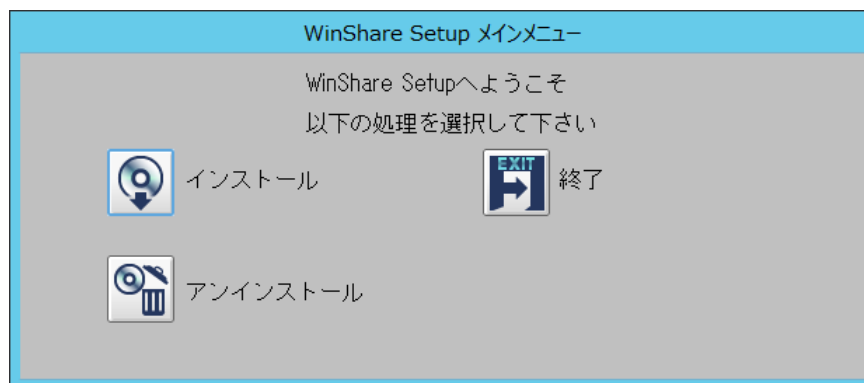 WinShare Setup メインメニュー
WinShare Setupへようこそ
以下の処理を選択して下さい
インストール
EXIT 終了
アンインストール